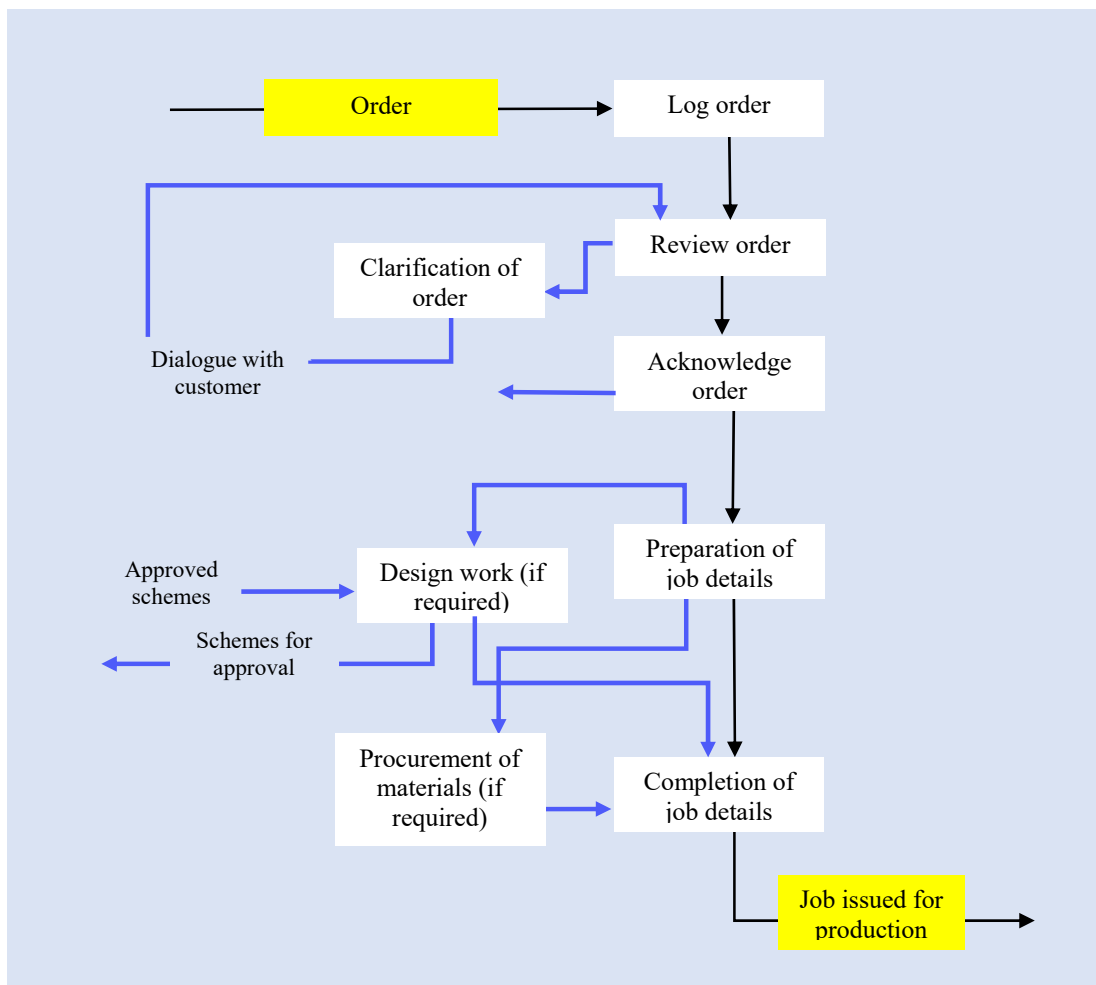 Order
Log order
Review order
Clarification of
order
Dialogue with
customer
Acknowledge
order
Preparation of
job details
Design work (if
required)
Approved
schemes
Schemes for
approval
Procurement of
materials (if
required)
Completion of
job details
Job issued for
production